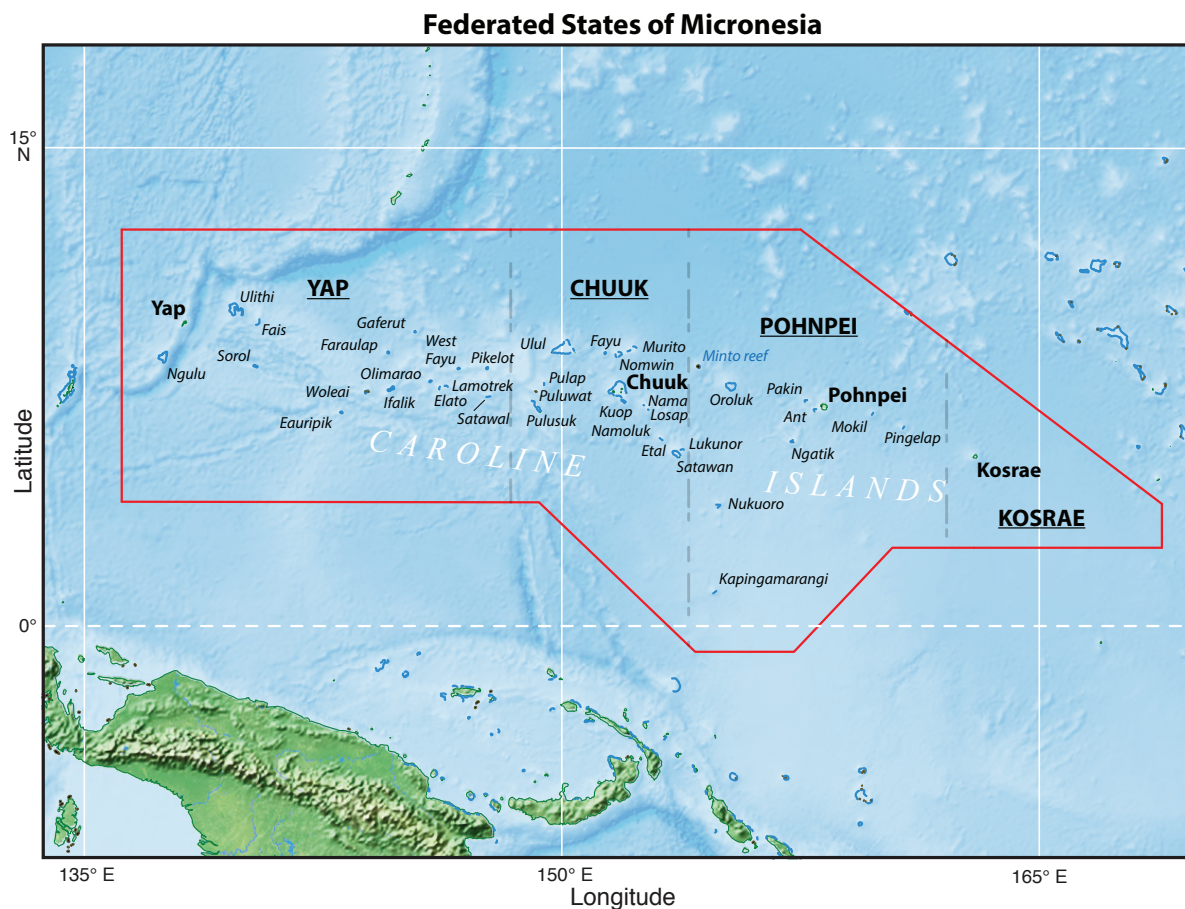 Federated States of Micronesia
15°
N
YAP
CHUUK
POHNPEI
Yap
Ulithi
Fais
Gaferut
Faraulap
West
Fayu
Pikelot
Ulul
Fayu
Murito
Nomwin
Minto reef
Sorol
Ngulu
Olimarao
Woleai
Ifalik
Elato
Lamotrek
Satawal
Eauripik
Pulap
Puluwat
Pulusuk
Chuuk
Kuop
Nama
Losap
Namoluk
Etal
Lukunor
Satawan
Oroluk
Pakin
Pohnpei
Ant
Mokil
Pingelap
Ngatik
Kosrae
CAROLINE
ISLANDS
Nukuoro
KOSRAE
Kapingamarangi
0°
Latitude
135° E
150° E
165° E
Longitude